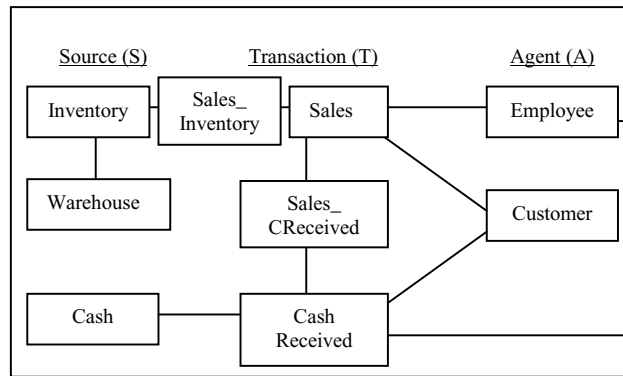 Source (S)
Transaction (T)
Agent (A)
Inventory
Sales_
Inventory
Sales
Employee
Warehouse
Sales_
CReceived
Customer
Cash
Cash
Received